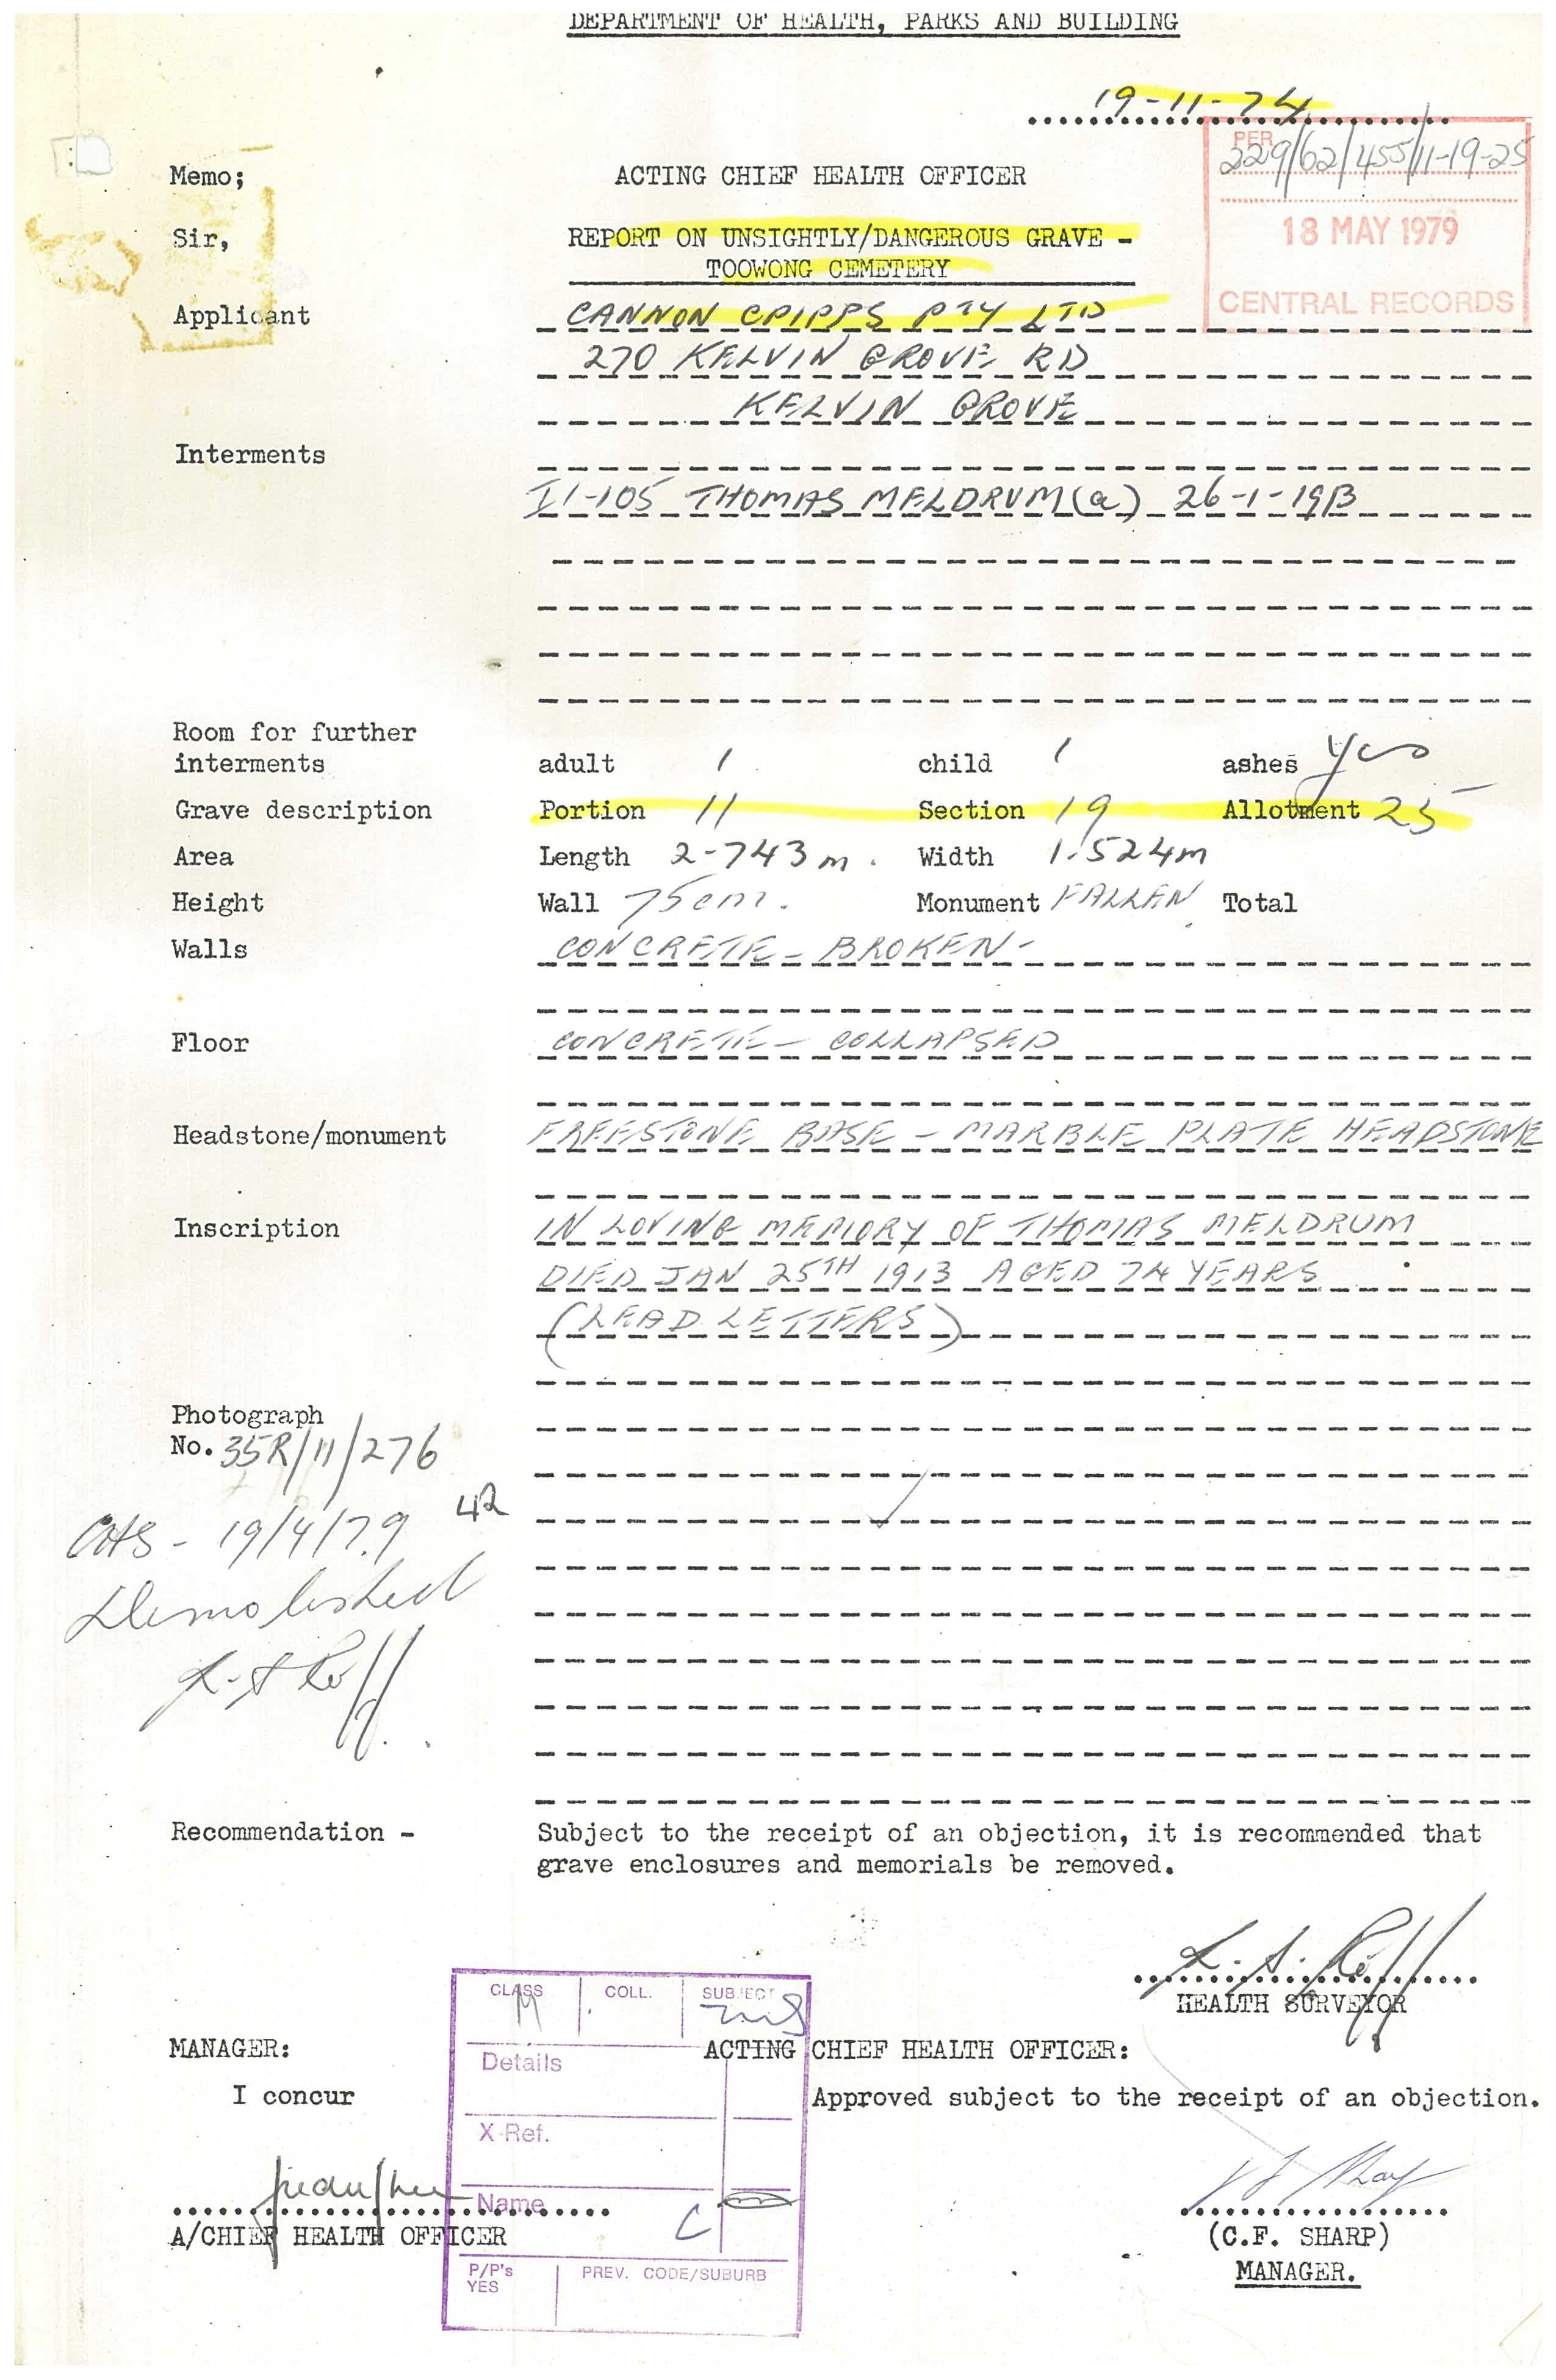 DEPARTMENT OF HEALTH, PARKS AND BUILDING
19-11-74
PER
229/62/455/11-19-25
18 MAY 1979
CENTRAL RECORDS
Memo; ACTING CHIEF HEALTH OFFICER
Sir, REPORT ON UNSIGHTLY/DANGEROUS GRAVE -
TOOWONG CEMETERY
Applicant CANNON CRIPPS PTY LTD
270 KELVIN GROVE RD
KELVIN GROVE
Interments
11-105 THOMAS MELDRUM (a) 26-1-1913
Room for further
interments adult 1 child 1 ashes yes
Grave description Portion 11 Section 19 Allotment 25
Area Length 2-743m. Width 1.524m
Height Wall 75cm. Monument FALLEN Total
Walls CONCRETE - BROKEN -
Floor CONCRETE - COLLAPSED
Headstone/monument FREESTONE BASE - MARBLE PLATE HEADSTONE
Inscription IN LOVING MEMORY OF THOMAS MELDRUM
DIED JAN 25TH 1913 AGED 74 YEARS
(LEAD LETTERS)
Photograph
No. 35R/11/276
42
19/4/79
Demolished
Recommendation - Subject to the receipt of an objection, it is recommended that
grave enclosures and memorials be removed.
HEALTH SURVEYOR
CLASS COLL. SUBJECT
M
MANAGER: ACTING CHIEF HEALTH OFFICER:
Details
I concur Approved subject to the receipt of an objection.
X-Ref.
Name
C
A/CHIEF HEALTH OFFICER (C.F. SHARP)
P/P's PREV. CODE/SUBURB
YES
MANAGER.